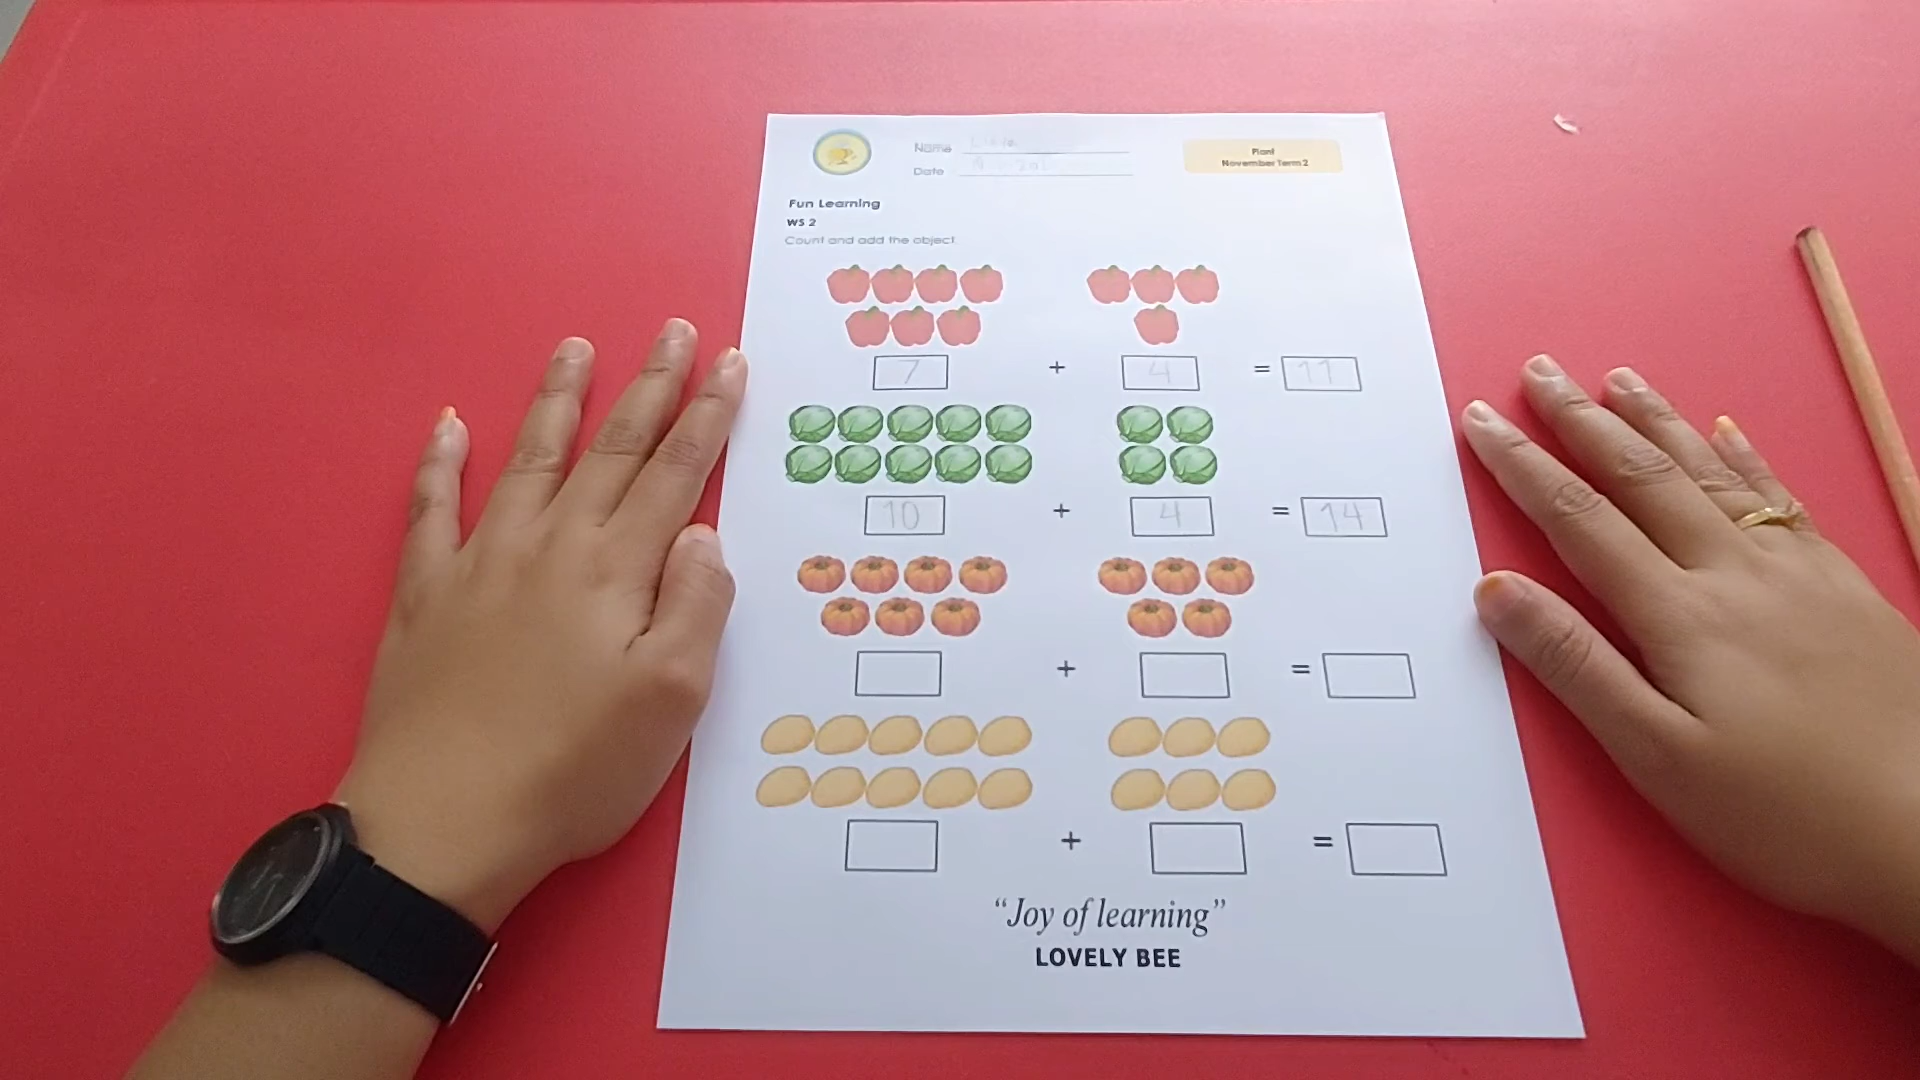 Name
Date
Plant
November Term 2
Fun Learning
WS 2
Count and add the object.
7 + 4 = 11
10 + 4 = 14
+ =
+ =
“Joy of learning”
LOVELY BEE